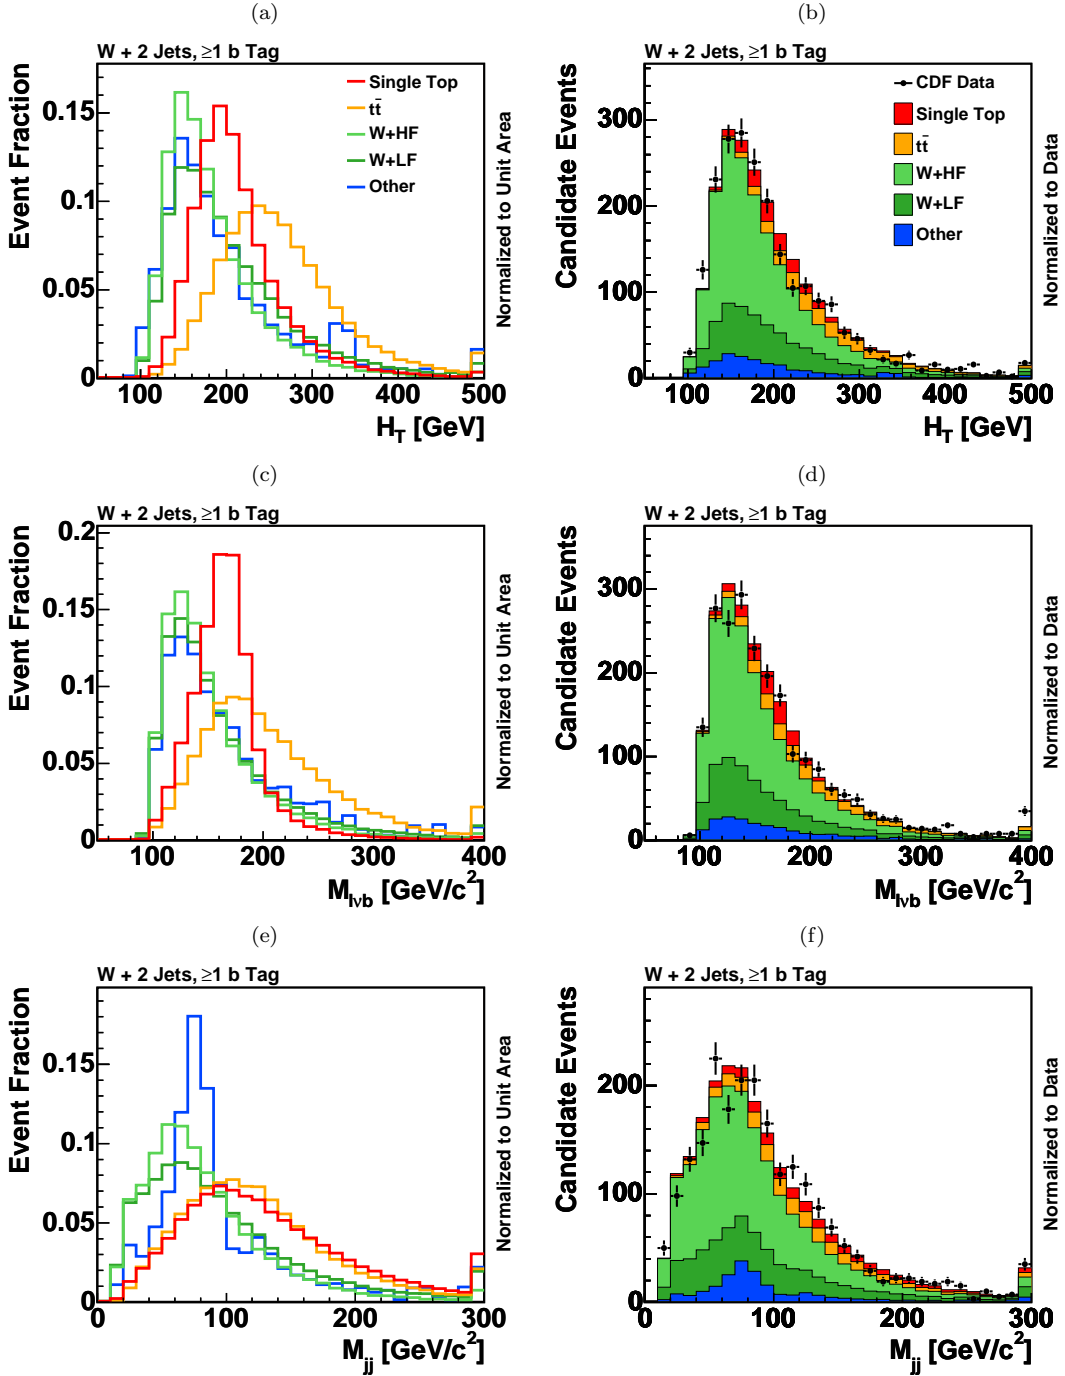 (a)
W + 2 Jets, ≥1 b Tag
Event Fraction
0.15
0.1
0.05
0
Single Top
tt̄
W+HF
W+LF
Other
100 200 300 400 500
H_T [GeV]
Normalized to Unit Area
(b)
W + 2 Jets, ≥1 b Tag
Candidate Events
300
200
100
0
CDF Data
Single Top
tt̄
W+HF
W+LF
Other
100 200 300 400 500
H_T [GeV]
Normalized to Data
(c)
W + 2 Jets, ≥1 b Tag
Event Fraction
0.2
0.15
0.1
0.05
0
100 200 300 400
M_lνb [GeV/c²]
Normalized to Unit Area
(d)
W + 2 Jets, ≥1 b Tag
Candidate Events
300
200
100
0
100 200 300 400
M_lνb [GeV/c²]
Normalized to Data
(e)
W + 2 Jets, ≥1 b Tag
Event Fraction
0.15
0.1
0.05
0
0 100 200 300
M_jj [GeV/c²]
Normalized to Unit Area
(f)
W + 2 Jets, ≥1 b Tag
Candidate Events
200
100
0
0 100 200 300
M_jj [GeV/c²]
Normalized to Data